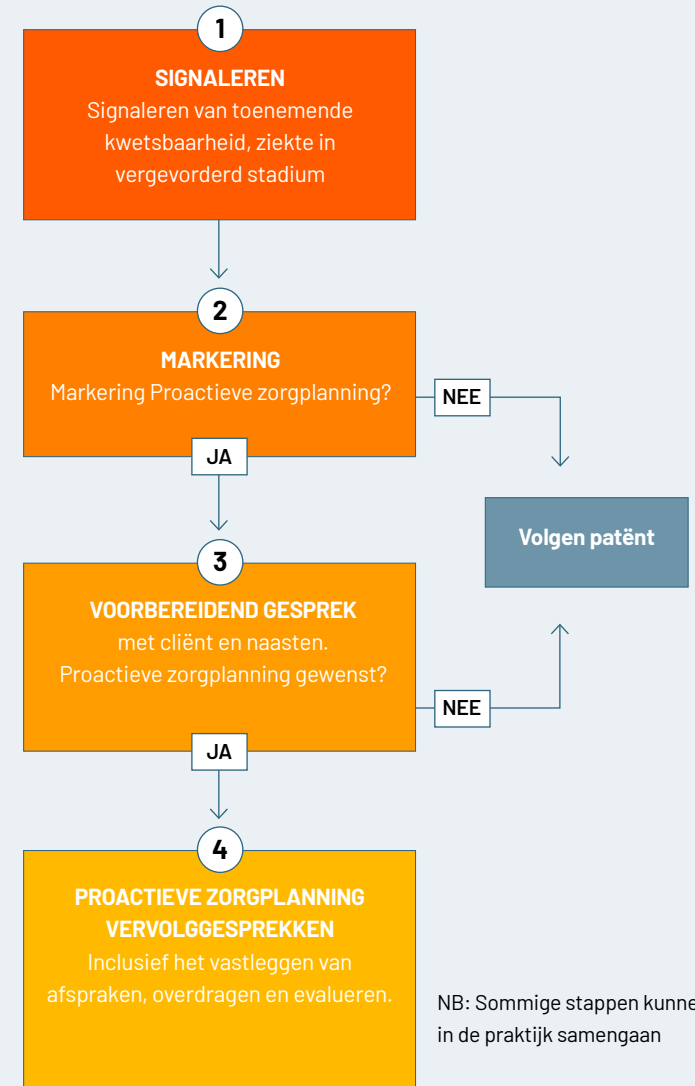 1
SIGNALEREN
Signaleren van toenemende
kwetsbaarheid, ziekte in
vergevorderd stadium
2
MARKERING
Markering Proactieve zorgplanning?
NEE
JA
Volgen patënt
3
VOORBEREIDEND GESPREK
met cliënt en naasten.
Proactieve zorgplanning gewenst?
NEE
JA
4
PROACTIEVE ZORGPLANNING
VERVOLGGESPREKKEN
Inclusief het vastleggen van
afspraken, overdragen en evalueren.
NB: Sommige stappen kunne
in de praktijk samengaan